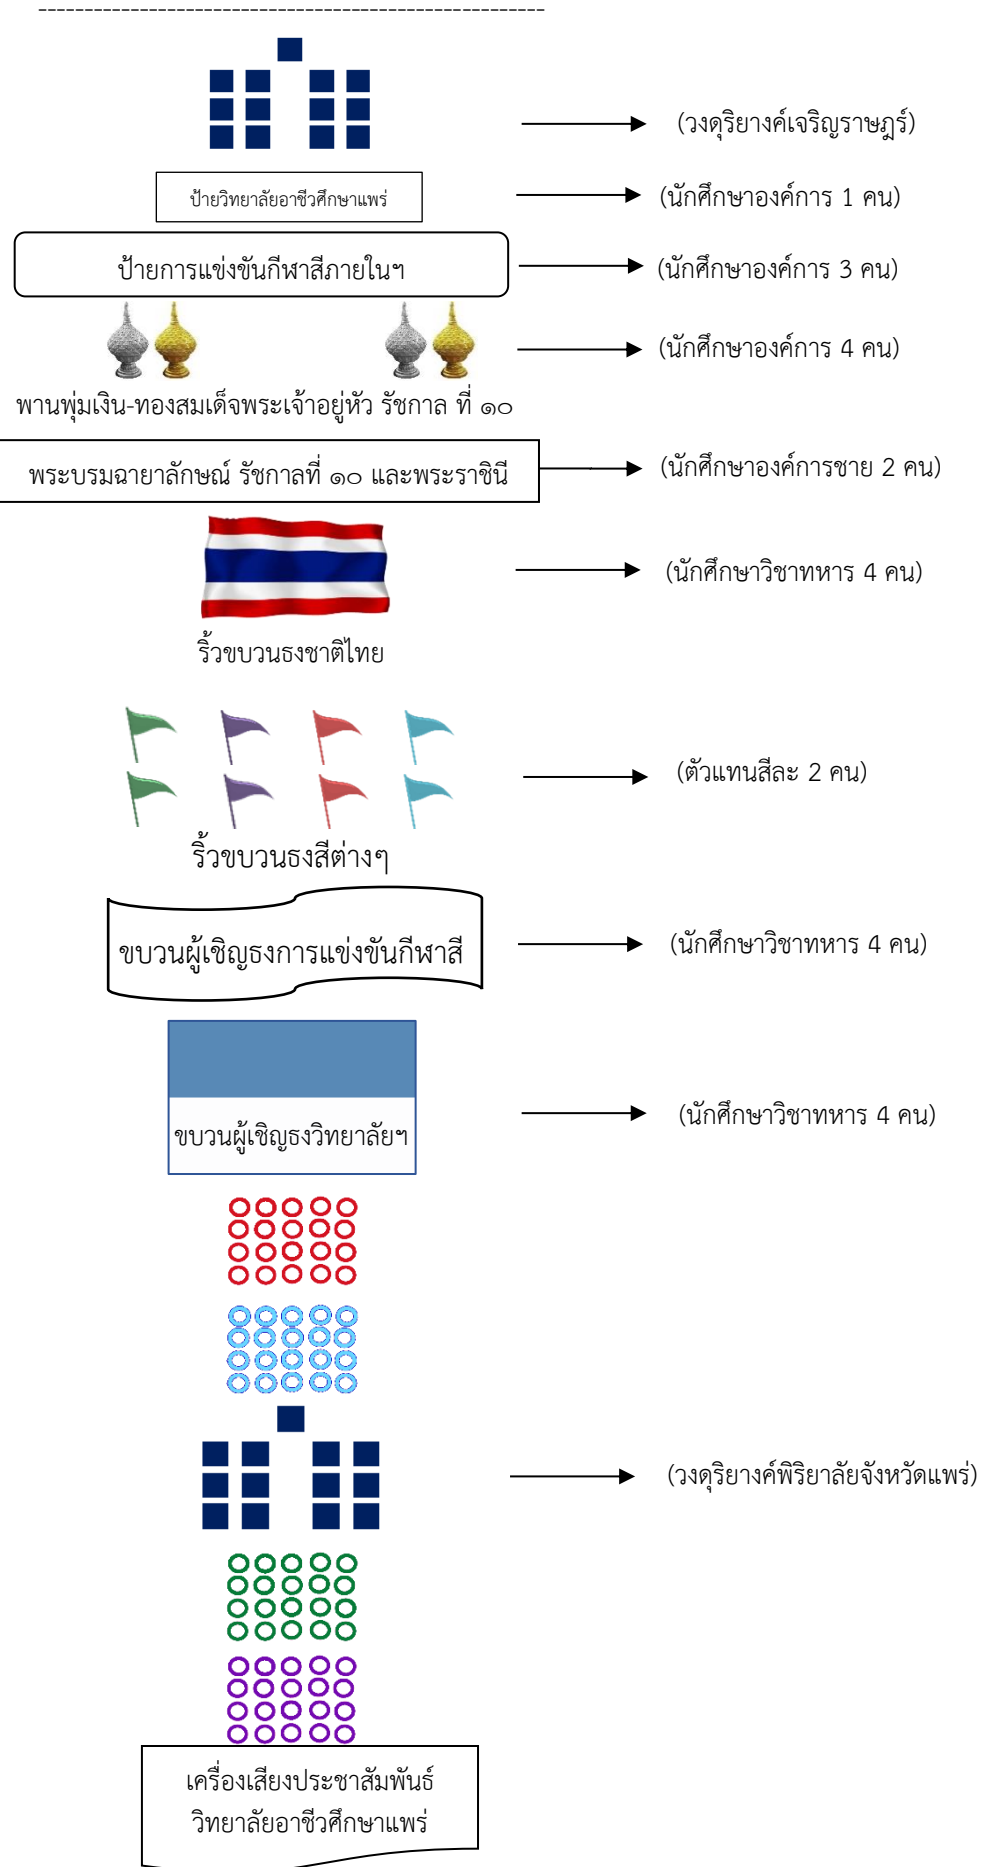 (วงดุริยางค์เจริญราษฎร์)
ป้ายวิทยาลัยอาชีวศึกษาแพร่
(นักศึกษาองค์การ 1 คน)
ป้ายการแข่งขันกีฬาสีภายในฯ
(นักศึกษาองค์การ 3 คน)
(นักศึกษาองค์การ 4 คน)
พานพุ่มเงิน-ทองสมเด็จพระเจ้าอยู่หัว รัชกาล ที่ ๑๐
พระบรมฉายาลักษณ์ รัชกาลที่ ๑๐ และพระราชินี
(นักศึกษาองค์การชาย 2 คน)
(นักศึกษาวิชาทหาร 4 คน)
ริ้วขบวนธงชาติไทย
(ตัวแทนสีละ 2 คน)
ริ้วขบวนธงสีต่างๆ
ขบวนผู้เชิญธงการแข่งขันกีฬาสี
(นักศึกษาวิชาทหาร 4 คน)
ขบวนผู้เชิญธงวิทยาลัยฯ
(นักศึกษาวิชาทหาร 4 คน)
(วงดุริยางค์พิริยาลัยจังหวัดแพร่)
เครื่องเสียงประชาสัมพันธ์
วิทยาลัยอาชีวศึกษาแพร่